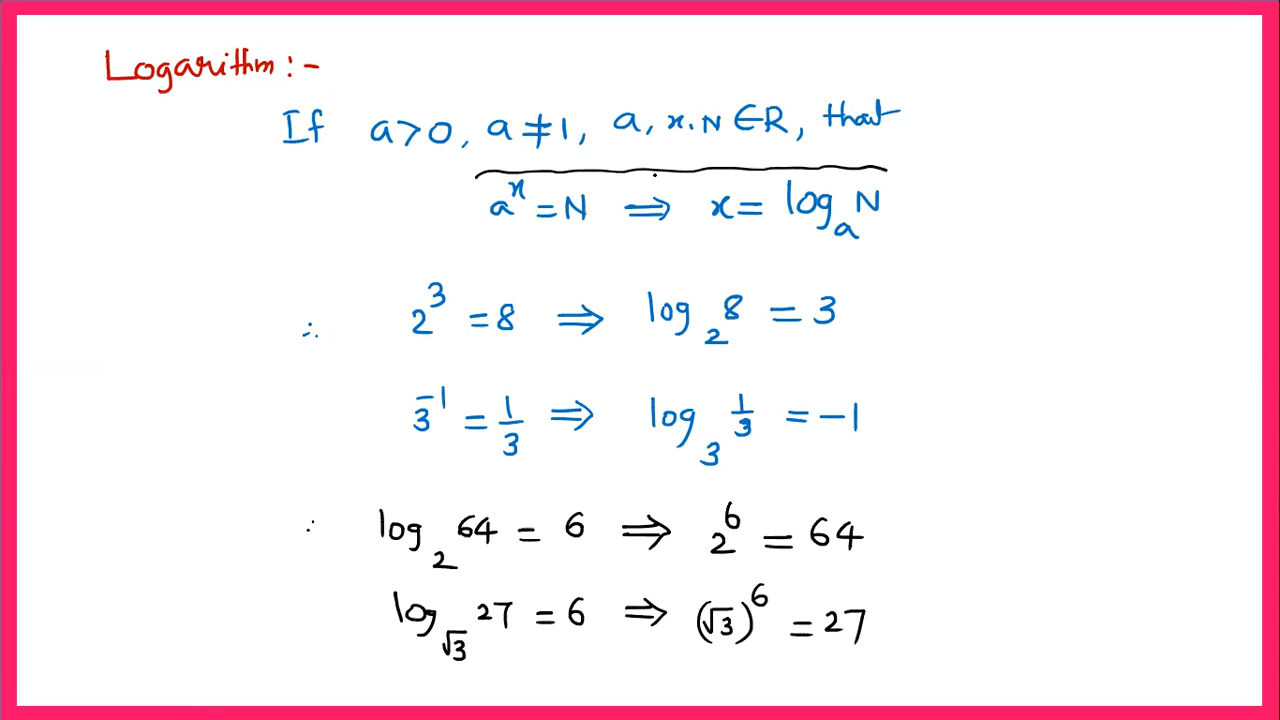 Logarithm :-
If a>0, a≠1, a, x. N ∈ R, that
a^x = N ⇒ x = log_a N
∴ 2^3 = 8 ⇒ log_2 8 = 3
3^-1 = 1/3 ⇒ log_3 1/3 = -1
log_2 64 = 6 ⇒ 2^6 = 64
log_√3 27 = 6 ⇒ (√3)^6 = 27